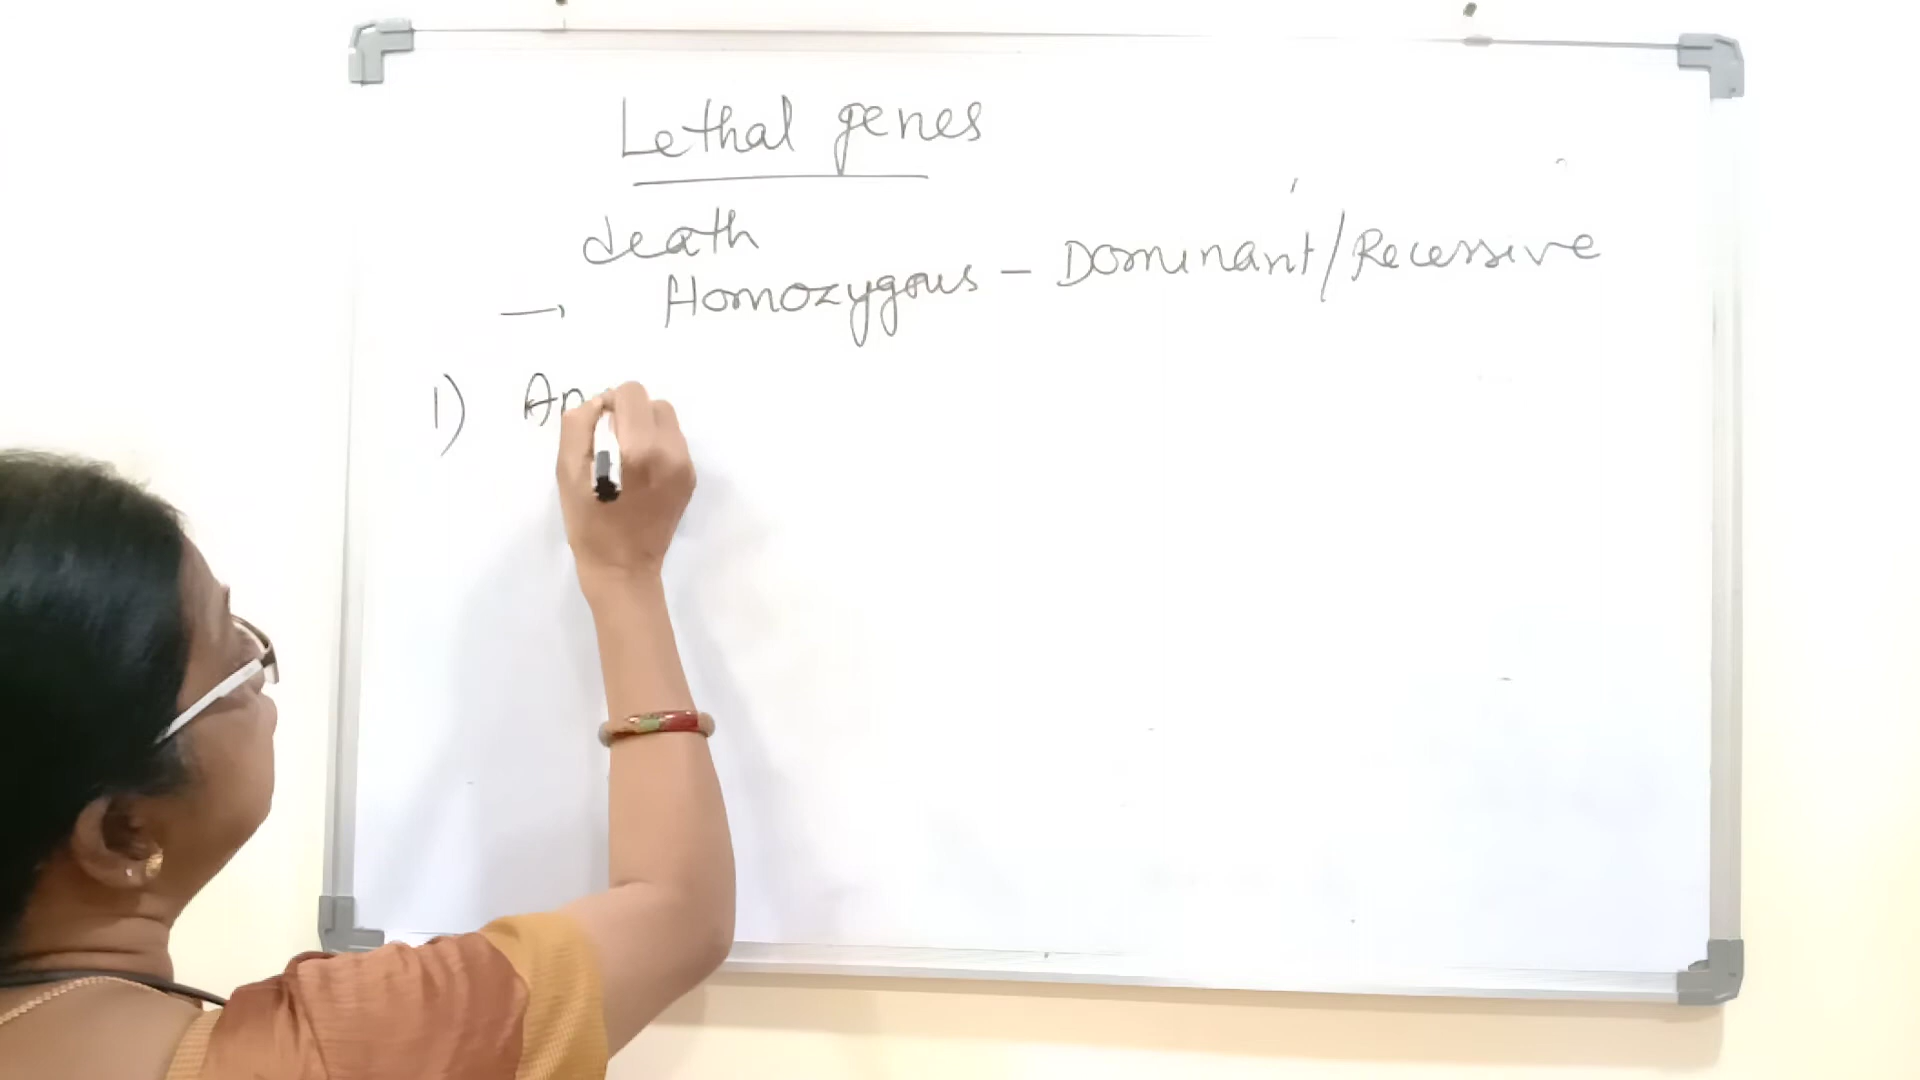 Lethal genes
death
→ Homozygous - Dominant/Recessive
1)